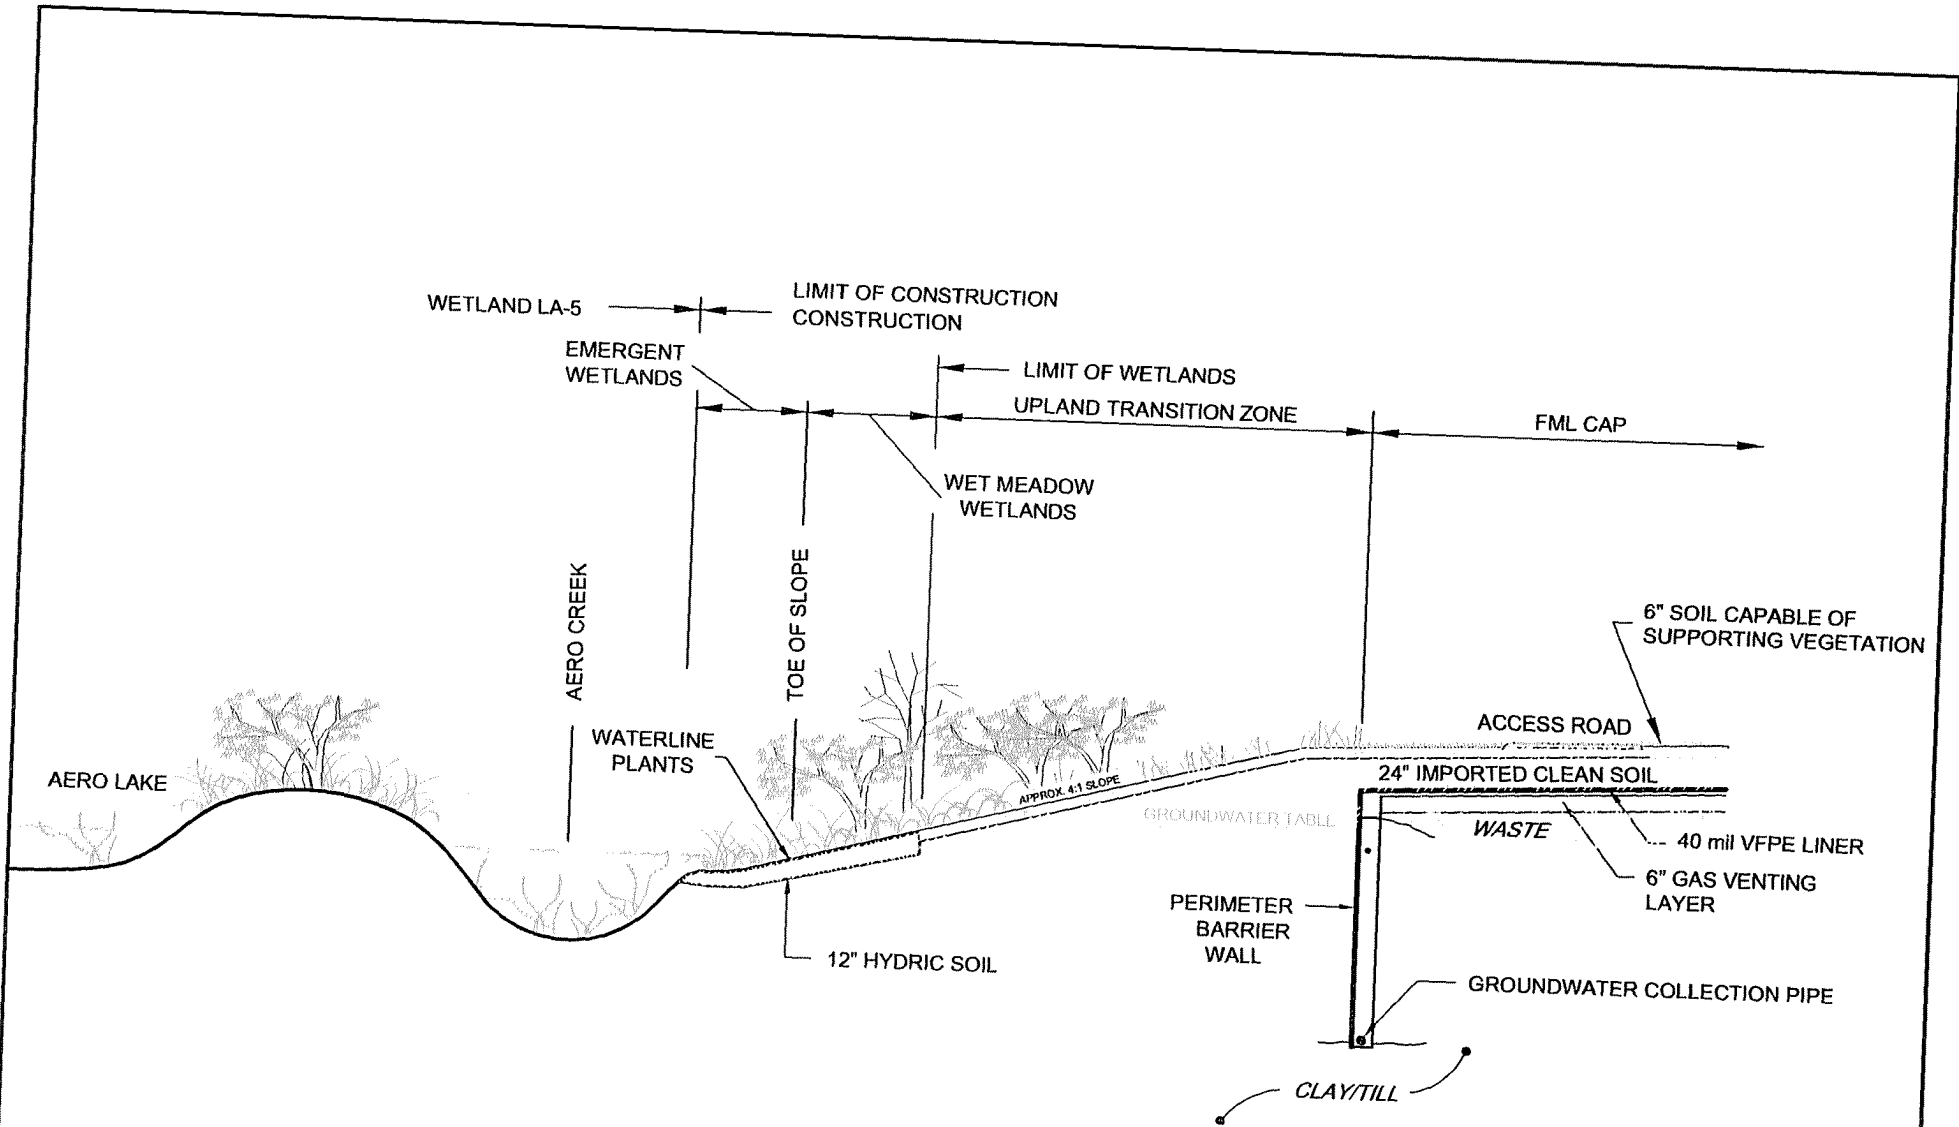 WETLAND LA-5
LIMIT OF CONSTRUCTION
CONSTRUCTION
EMERGENT
WETLANDS
LIMIT OF WETLANDS
UPLAND TRANSITION ZONE
FML CAP
WET MEADOW
WETLANDS
AERO CREEK
TOE OF SLOPE
6" SOIL CAPABLE OF
SUPPORTING VEGETATION
WATERLINE
PLANTS
ACCESS ROAD
AERO LAKE
24" IMPORTED CLEAN SOIL
APPROX. 4:1 SLOPE
GROUNDWATER TABLE
WASTE
40 mil VFPE LINER
6" GAS VENTING
LAYER
PERIMETER
BARRIER
WALL
12" HYDRIC SOIL
GROUNDWATER COLLECTION PIPE
CLAY/TILL